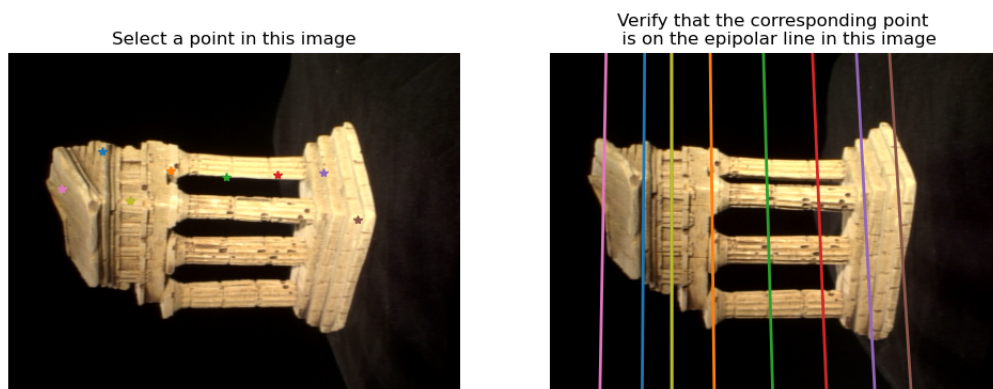 Select a point in this image
Verify that the corresponding point
is on the epipolar line in this image